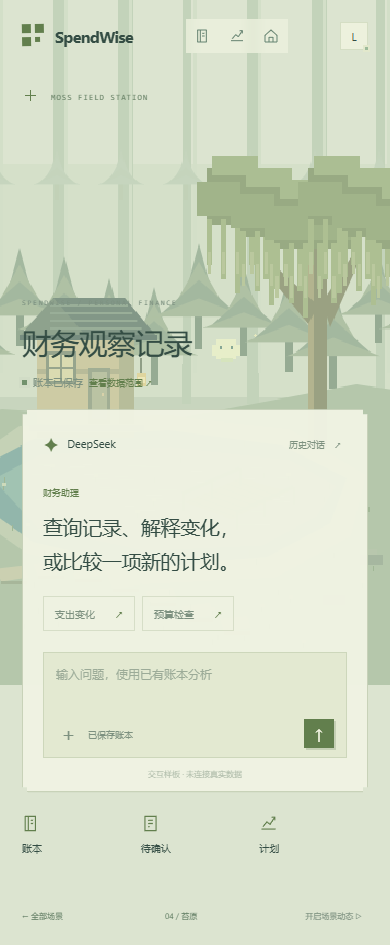 SpendWise
L
MOSS FIELD STATION
FINANCE
财务观察记录
账本已保存 查看数据范围 ↗
DeepSeek
历史对话 ↗
财务助理
查询记录、解释变化，
或比较一项新的计划。
支出变化 ↗
预算检查 ↗
输入问题，使用已有账本分析
已保存账本
交互样板 · 未连接真实数据
账本
待确认
计划
← 全部场景
04 / 苔原
开启场景动态 ▷